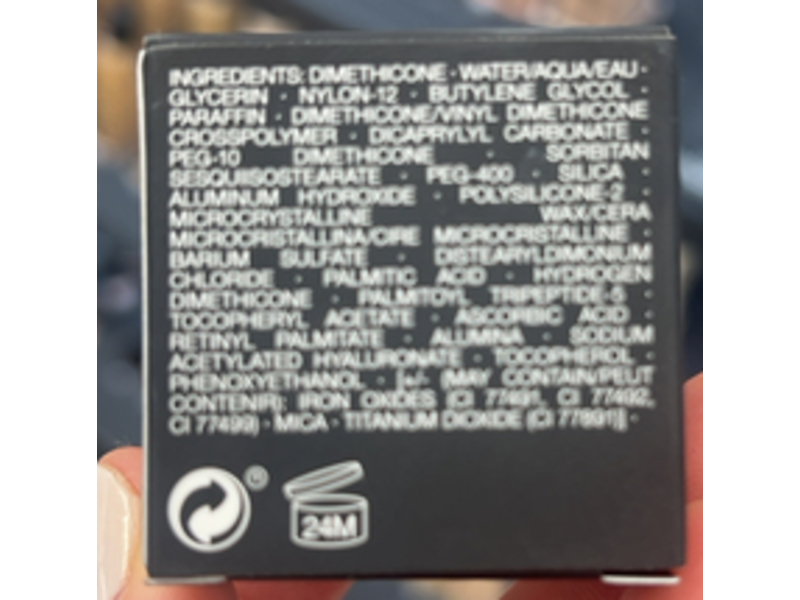 INGREDIENTS: DIMETHICONE · WATER/AQUA/EAU ·
GLYCERIN · NYLON-12 · BUTYLENE GLYCOL ·
PARAFFIN · DIMETHICONE/VINYL DIMETHICONE
CROSSPOLYMER · DICAPRYLYL CARBONATE ·
PEG-10 DIMETHICONE · SORBITAN
SESQUIISOSTEARATE · PEG-400 · SILICA ·
ALUMINUM HYDROXIDE · POLYSILICONE-2 ·
MICROCRYSTALLINE WAX/CERA
MICROCRISTALLINA/CIRE MICROCRISTALLINE ·
BARIUM SULFATE · DISTEARYLDIMONIUM
CHLORIDE · PALMITIC ACID · HYDROGEN
DIMETHICONE · PALMITOYL TRIPEPTIDE-5 ·
TOCOPHERYL ACETATE · ASCORBIC ACID ·
RETINYL PALMITATE · ALUMINA · SODIUM
ACETYLATED HYALURONATE · TOCOPHEROL ·
PHENOXYETHANOL · [+/- (MAY CONTAIN/PEUT
CONTENIR): IRON OXIDES (CI 77491, CI 77492,
CI 77499) · MICA · TITANIUM DIOXIDE (CI 77891)] ·
24M